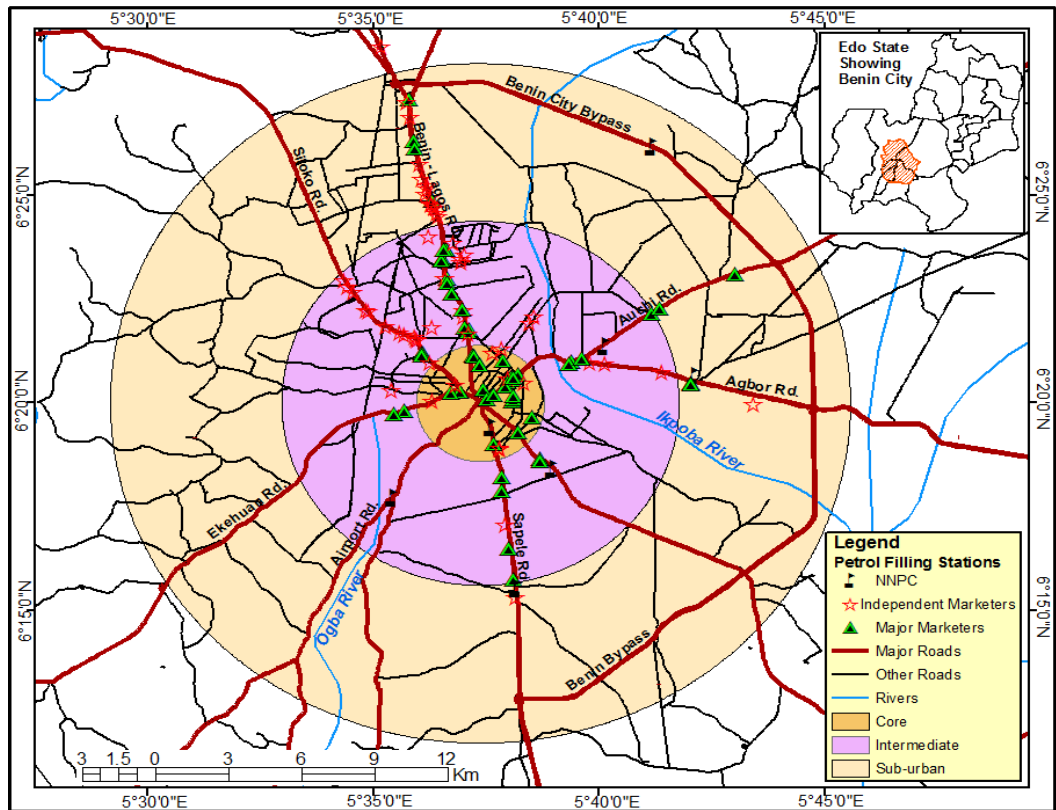 5°30'0"E
5°35'0"E
5°40'0"E
5°45'0"E
Edo State
Showing
Benin City
Benin City Bypass
Benin - Lagos Rd.
Siloko Rd.
6°25'0"N
6°25'0"N
Auchi Rd.
Agbor Rd.
6°20'0"N
6°20'0"N
Ikpoba River
Ekehuan Rd.
Airport Rd.
Sapele Rd.
Ogba River
6°15'0"N
6°15'0"N
Benin Bypass
Legend
Petrol Filling Stations
NNPC
Independent Marketers
Major Marketers
Major Roads
Other Roads
Rivers
Core
Intermediate
Sub-urban
3 1.5 0 3 6 9 12
Km
5°30'0"E
5°35'0"E
5°40'0"E
5°45'0"E